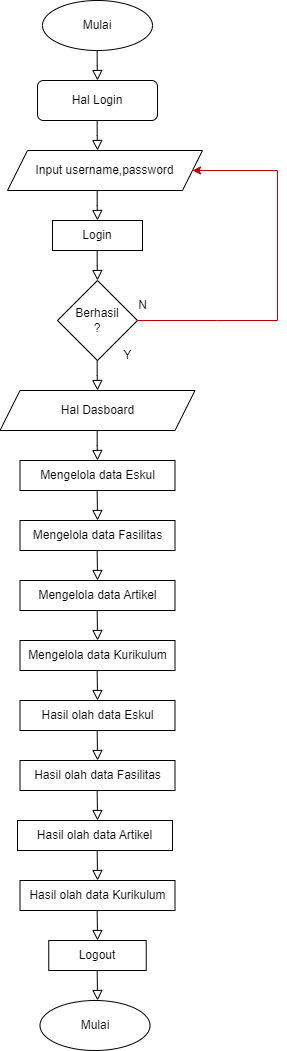 Mulai
Hal Login
Input username,password
Login
Berhasil
?
N
Y
Hal Dasboard
Mengelola data Eskul
Mengelola data Fasilitas
Mengelola data Artikel
Mengelola data Kurikulum
Hasil olah data Eskul
Hasil olah data Fasilitas
Hasil olah data Artikel
Hasil olah data Kurikulum
Logout
Mulai